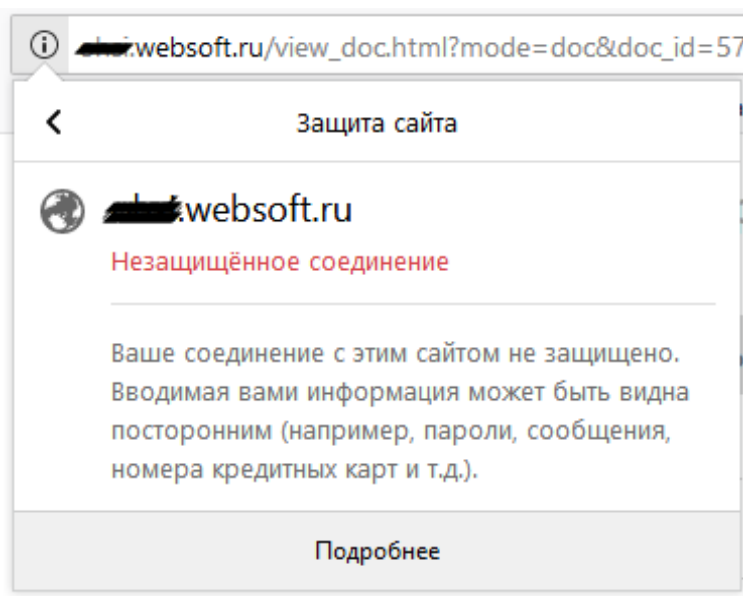 .websoft.ru/view_doc.html?mode=doc&doc_id=57
Защита сайта
.websoft.ru
Незащищённое соединение
Ваше соединение с этим сайтом не защищено.
Вводимая вами информация может быть видна
посторонним (например, пароли, сообщения,
номера кредитных карт и т.д.).
Подробнее